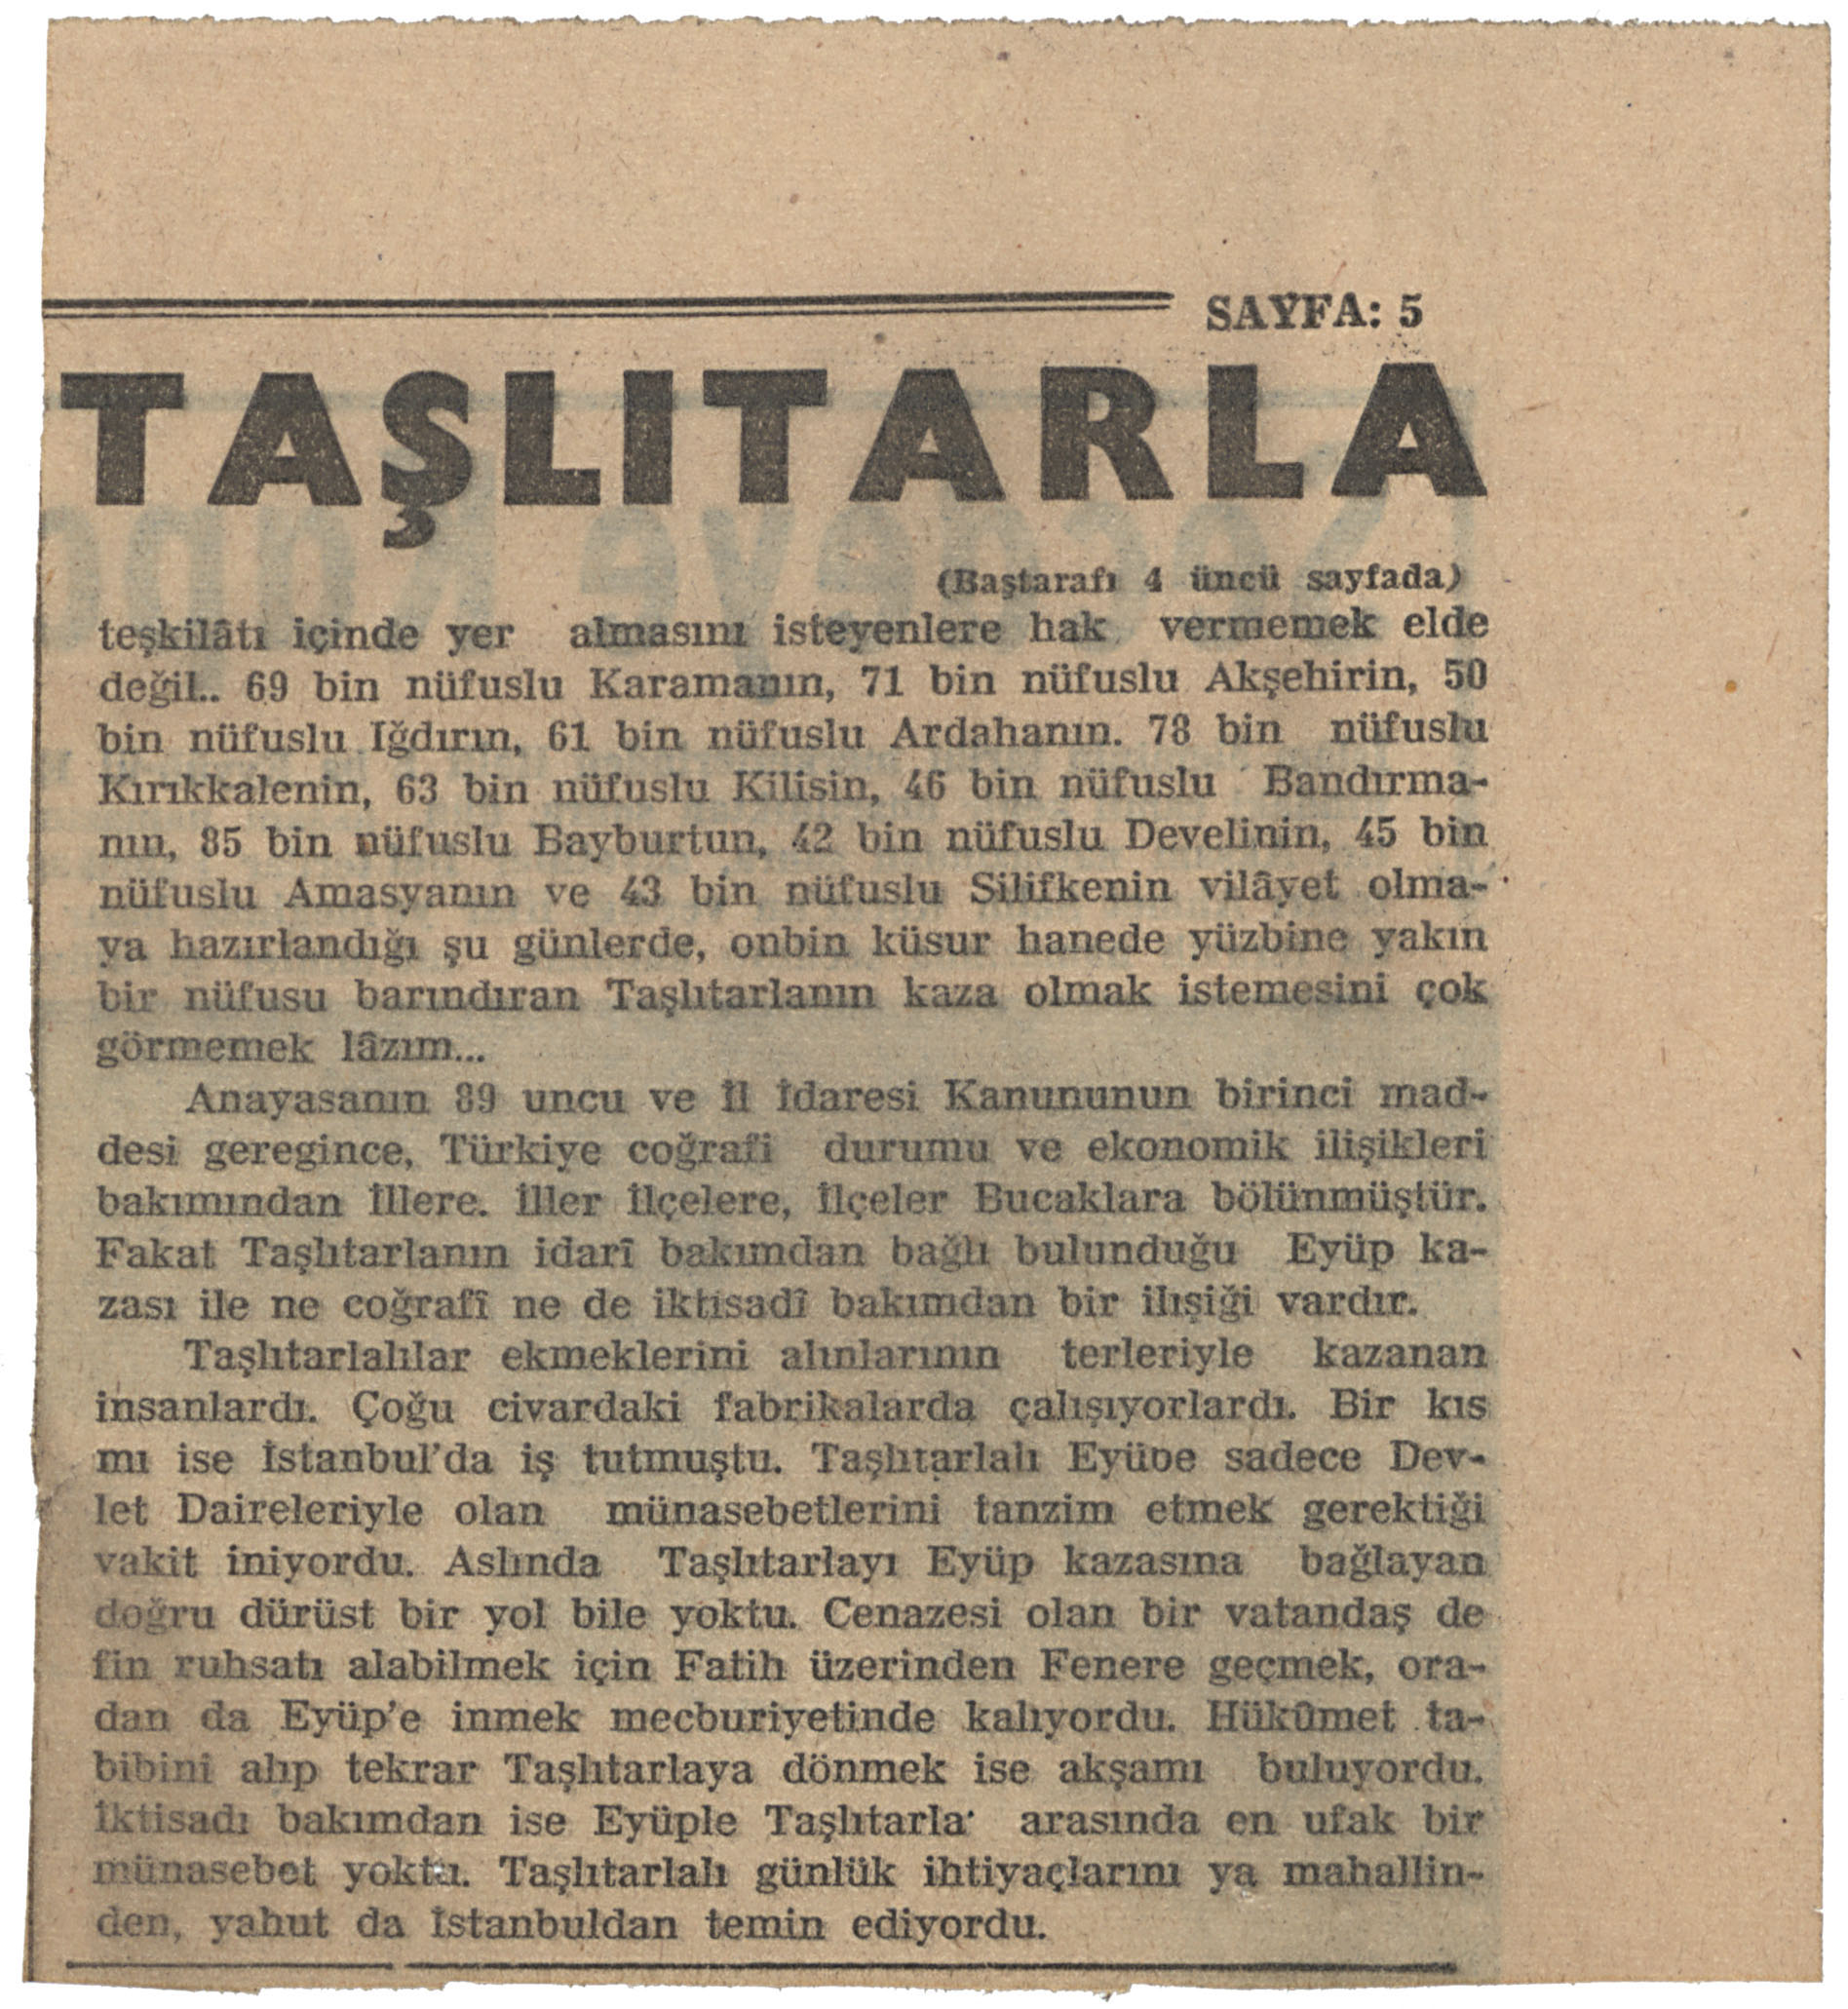 SAYFA: 5
TAŞLITARLA
(Baştarafı 4 üncü sayfada)
teşkilâtı içinde yer almasını isteyenlere hak vermemek elde
değil.. 69 bin nüfuslu Karamanın, 71 bin nüfuslu Akşehirin, 50
bin nüfuslu Iğdırın, 61 bin nüfuslu Ardahanın. 78 bin nüfuslu
Kırıkkalenin, 63 bin nüfuslu Kilisin, 46 bin nüfuslu Bandırma-
nın, 85 bin nüfuslu Bayburtun, 42 bin nüfuslu Develinin, 45 bin
nüfuslu Amasyanın ve 43 bin nüfuslu Silifkenin vilâyet olma-
ya hazırlandığı şu günlerde, onbin küsur hanede yüzbine yakın
bir nüfusu barındıran Taşlıtarlanın kaza olmak istemesini çok
görmemek lâzım...
Anayasanın 89 uncu ve İl İdaresi Kanununun birinci mad-
desi geregince, Türkiye coğrafi durumu ve ekonomik ilişikleri
bakımından İllere. İller İlçelere, İlçeler Bucaklara bölünmüştür.
Fakat Taşlıtarlanın idarî bakımdan bağlı bulunduğu Eyüp ka-
zası ile ne coğrafî ne de iktisadî bakımdan bir ilışiği vardır.
Taşlıtarlalılar ekmeklerini alınlarının terleriyle kazanan
insanlardı. Çoğu civardaki fabrikalarda çalışıyorlardı. Bir kıs
mı ise İstanbul'da iş tutmuştu. Taşlıtarlalı Eyübe sadece Dev-
let Daireleriyle olan münasebetlerini tanzim etmek gerektiği
vakit iniyordu. Aslında Taşlıtarlayı Eyüp kazasına bağlayan
doğru dürüst bir yol bile yoktu. Cenazesi olan bir vatandaş de
fin ruhsatı alabilmek için Fatih üzerinden Fenere geçmek, ora-
dan da Eyüp'e inmek mecburiyetinde kalıyordu. Hükûmet ta-
bibini alıp tekrar Taşlıtarlaya dönmek ise akşamı buluyordu.
İktisadı bakımdan ise Eyüple Taşlıtarla' arasında en ufak bir
münasebet yoktu. Taşlıtarlalı günlük ihtiyaçlarını ya mahallin-
den, yahut da İstanbuldan temin ediyordu.